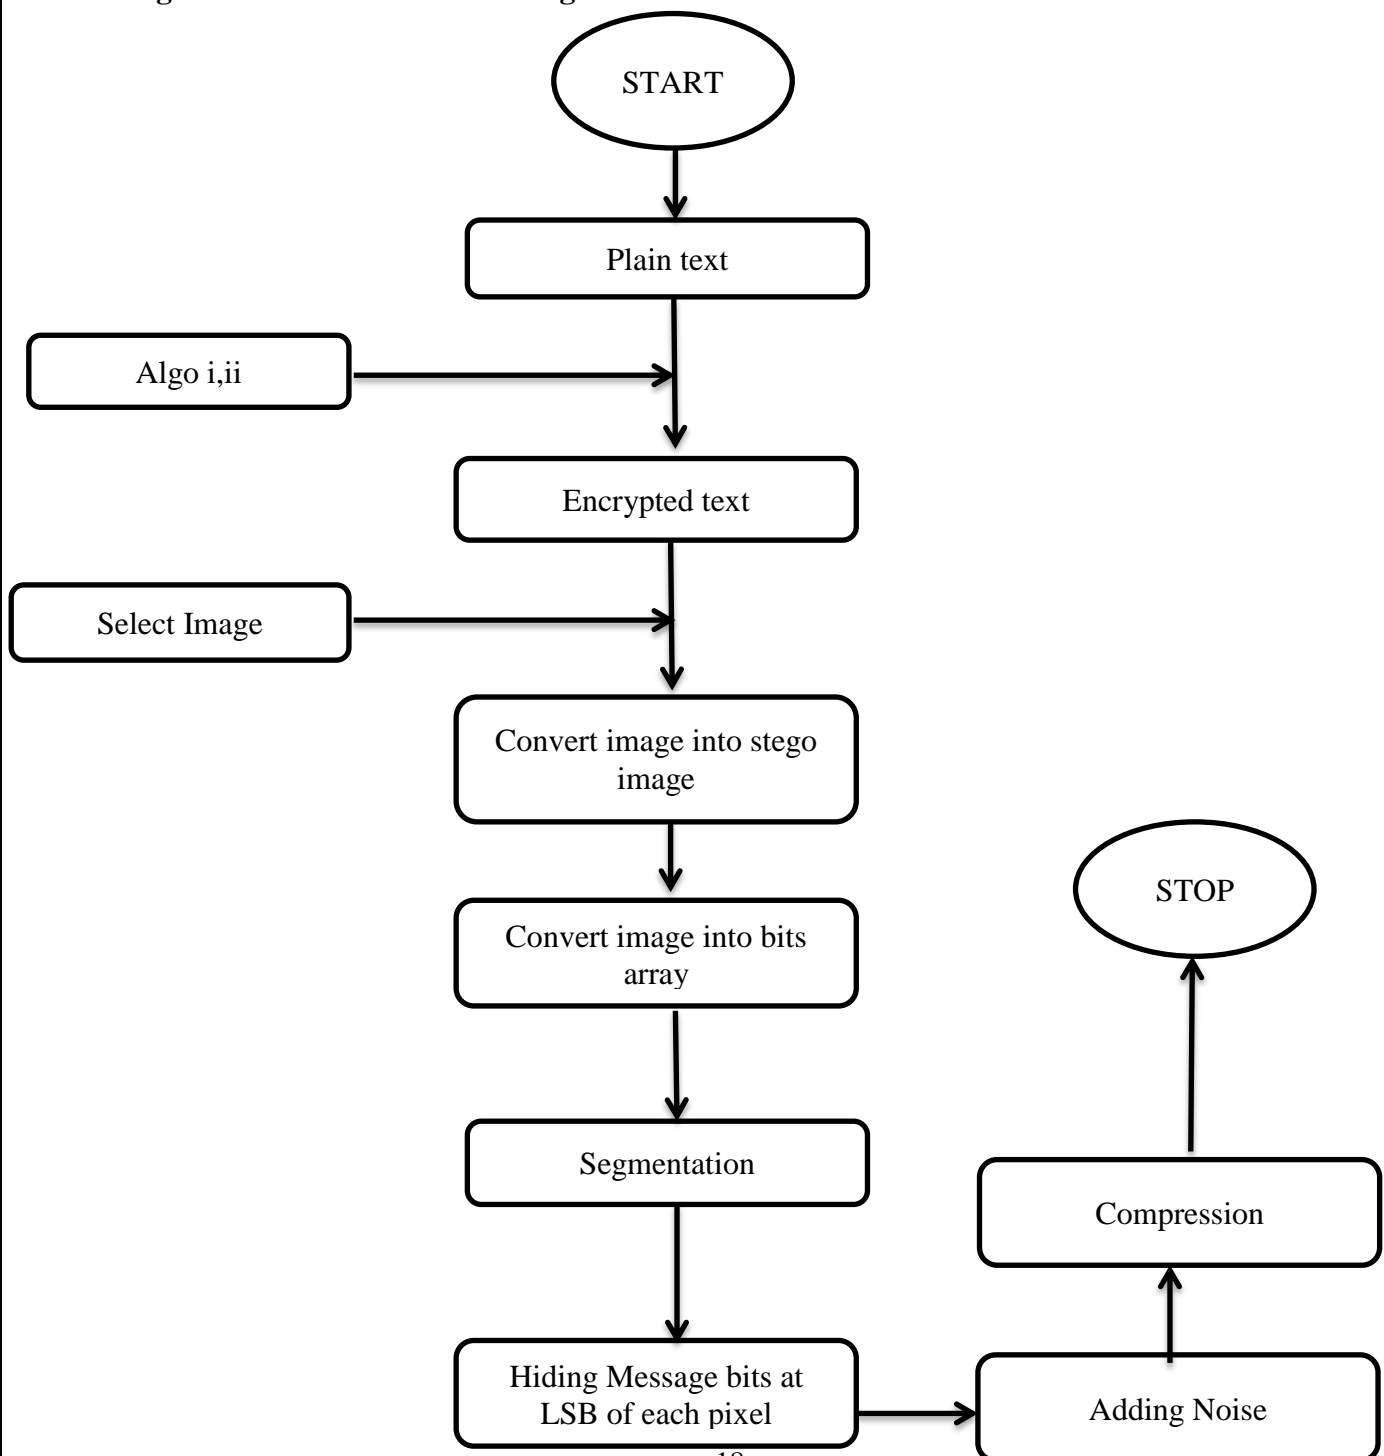 START
Plain text
Algo i,ii
Encrypted text
Select Image
Convert image into stego
image
Convert image into bits
array
Segmentation
Hiding Message bits at
LSB of each pixel
Adding Noise
Compression
STOP